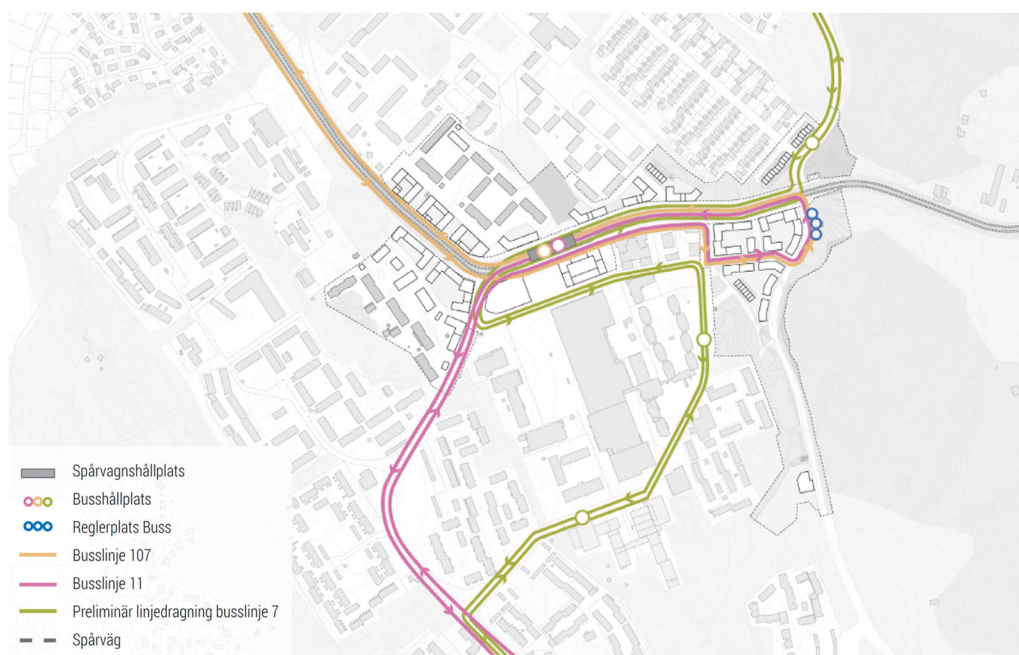 Spårvagnshållplats
Busshållplats
Reglerplats Buss
Busslinje 107
Busslinje 11
Preliminär linjedragning busslinje 7
Spårväg